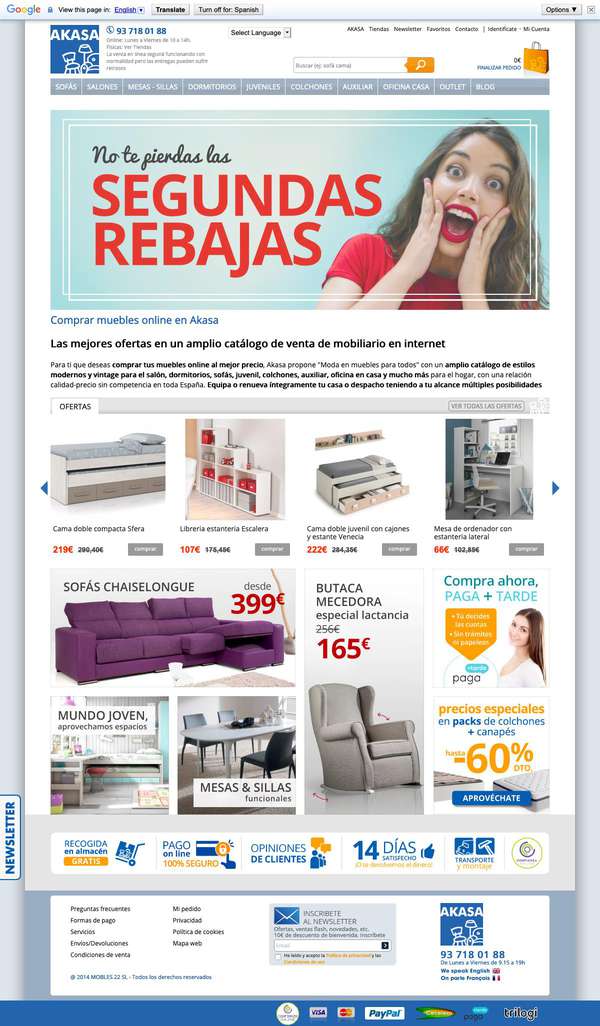 Google View this page in: English Translate Turn off for: Spanish Options
AKASA
93 718 01 88
Online: Lunes a Viernes de 10 a 14h.
Físicas: Ver Tiendas
La venta en línea seguirá funcionando con
normalidad pero las entregas pueden sufrir
retrasos
Select Language
AKASA Tiendas Newsletter Favoritos Contacto | Identifícate · Mi Cuenta
Buscar (ej: sofá cama)
0€
FINALIZAR PEDIDO
SOFÁS SALONES MESAS - SILLAS DORMITORIOS JUVENILES COLCHONES AUXILIAR OFICINA CASA OUTLET BLOG
No te pierdas las
SEGUNDAS
REBAJAS
Comprar muebles online en Akasa
Las mejores ofertas en un amplio catálogo de venta de mobiliario en internet
Para ti que deseas comprar tus muebles online al mejor precio, Akasa propone "Moda en muebles para todos" con un amplio catálogo de estilos
modernos y vintage para el salón, dormitorios, sofás, juvenil, colchones, auxiliar, oficina en casa y mucho más para el hogar, con una relación
calidad-precio sin competencia en toda España. Equipa o renueva íntegramente tu casa o despacho teniendo a tu alcance múltiples posibilidades
OFERTAS
VER TODAS LAS OFERTAS
Cama doble compacta Sfera
219€ 290,40€ comprar
Librería estantería Escalera
107€ 175,45€ comprar
Cama doble juvenil con cajones
y estante Venecia
222€ 284,35€ comprar
Mesa de ordenador con
estantería lateral
66€ 102,85€ comprar
SOFÁS CHAISELONGUE
desde
399€
BUTACA
MECEDORA
especial lactancia
256€
165€
Compra ahora,
PAGA + TARDE
+ Tú decides
las cuotas
+ Sin trámites
ni papeleos
+tarde
paga
MUNDO JOVEN,
aprovechamos espacios
MESAS & SILLAS
funcionales
precios especiales
en packs de colchones
+ canapés
hasta
-60%
DTO.
APROVÉCHATE
NEWSLETTER
RECOGIDA
en almacén
GRATIS
PAGO
on line
100% SEGURO
OPINIONES
DE CLIENTES
14 DÍAS
SATISFECHO
¡O te devolvemos el dinero!
TRANSPORTE
y montaje
CONFIANZA
Preguntas frecuentes
Formas de pago
Servicios
Envíos/Devoluciones
Condiciones de venta
Mi pedido
Privacidad
Política de cookies
Mapa web
@ 2014 MOBLES 22 SL - Todos los derechos reservados
INSCRÍBETE
AL NEWSLETTER
Ofertas, ventas flash, novedades, etc.
10€ de descuento de bienvenida, inscríbete
Email
He leído y acepto la Política de privacidad y las
Condiciones de uso
AKASA
93 718 01 88
De Lunes a Viernes de 9.15 a 19h
We speak English
On parle Français
CONFIANZA
VISA
PayPal
Cetelem
+tarde
paga
trilogi